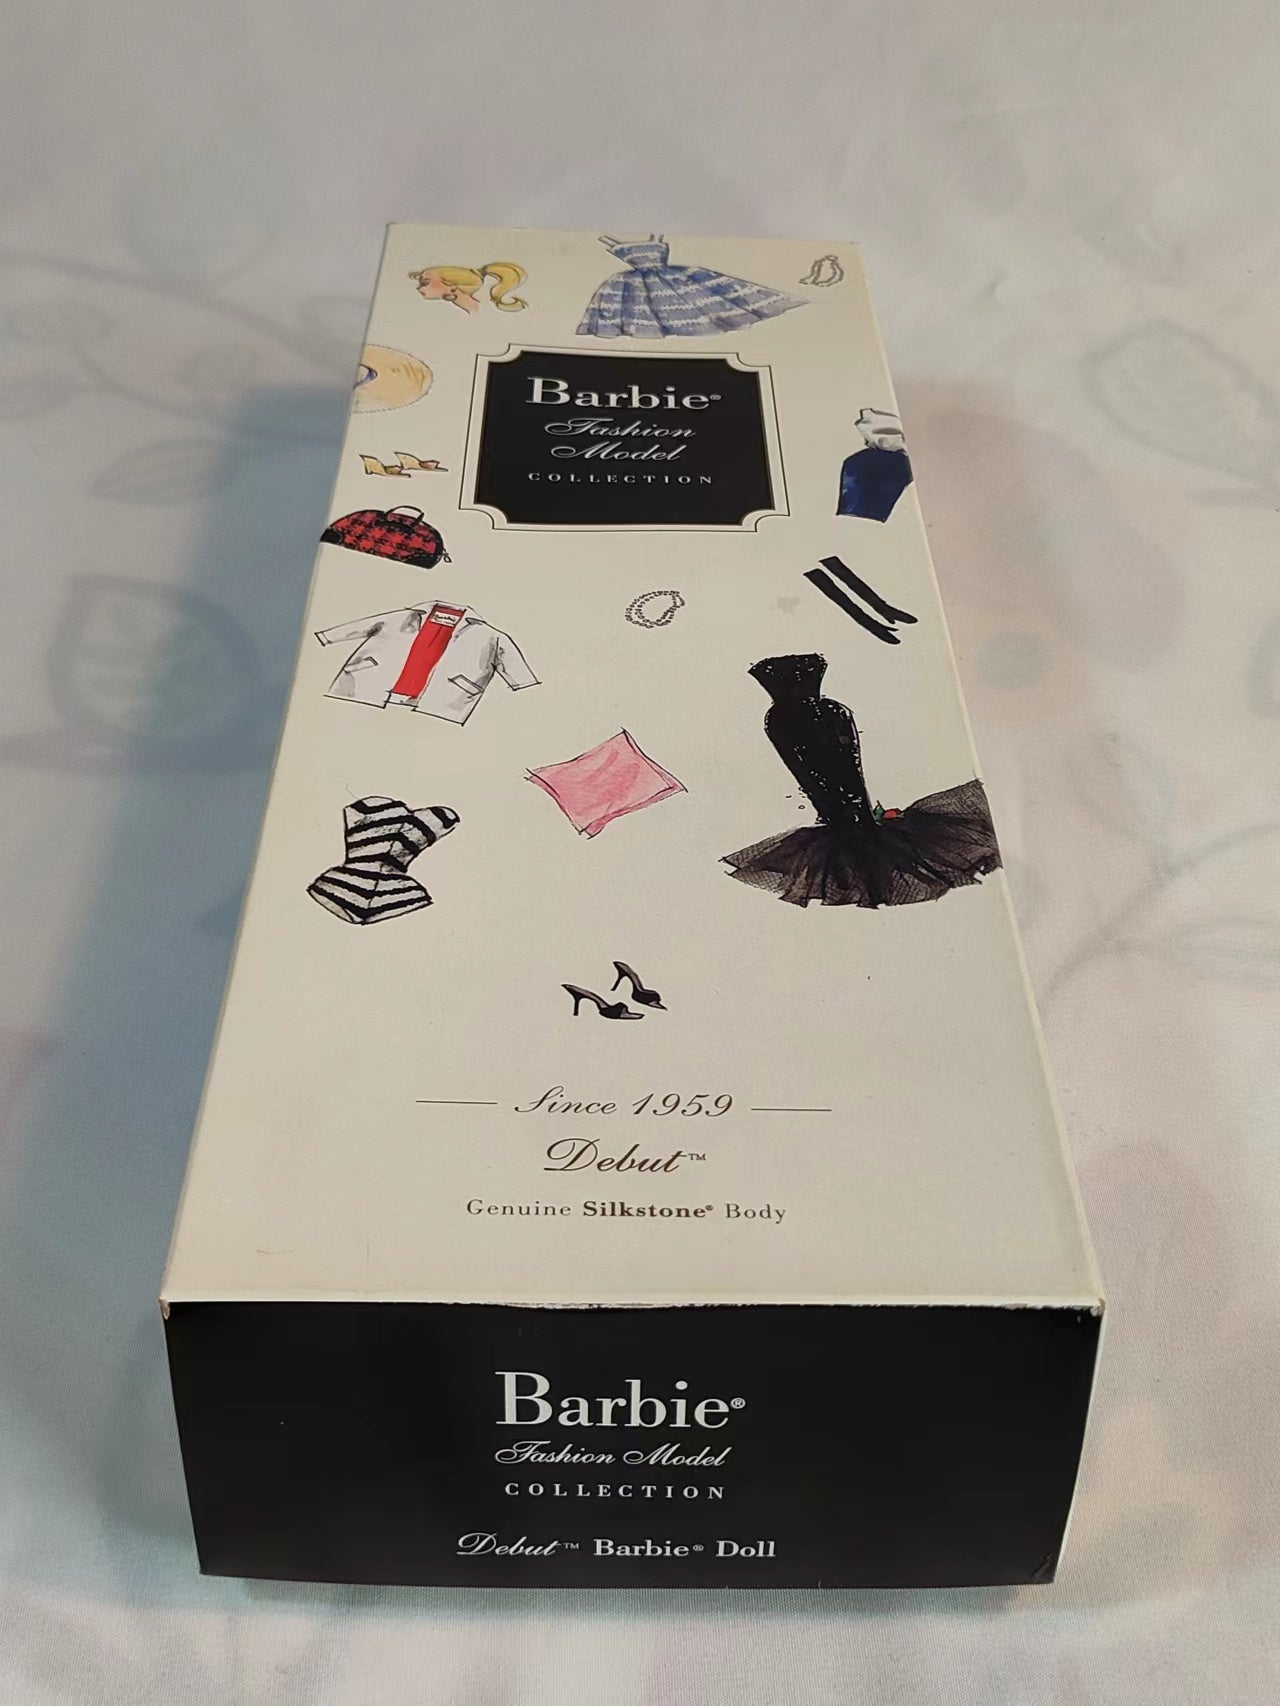 Barbie®
Fashion
Model
COLLECTION
Since 1959
Debut™
Genuine Silkstone® Body
Barbie®
Fashion Model
COLLECTION
Debut™ Barbie® Doll